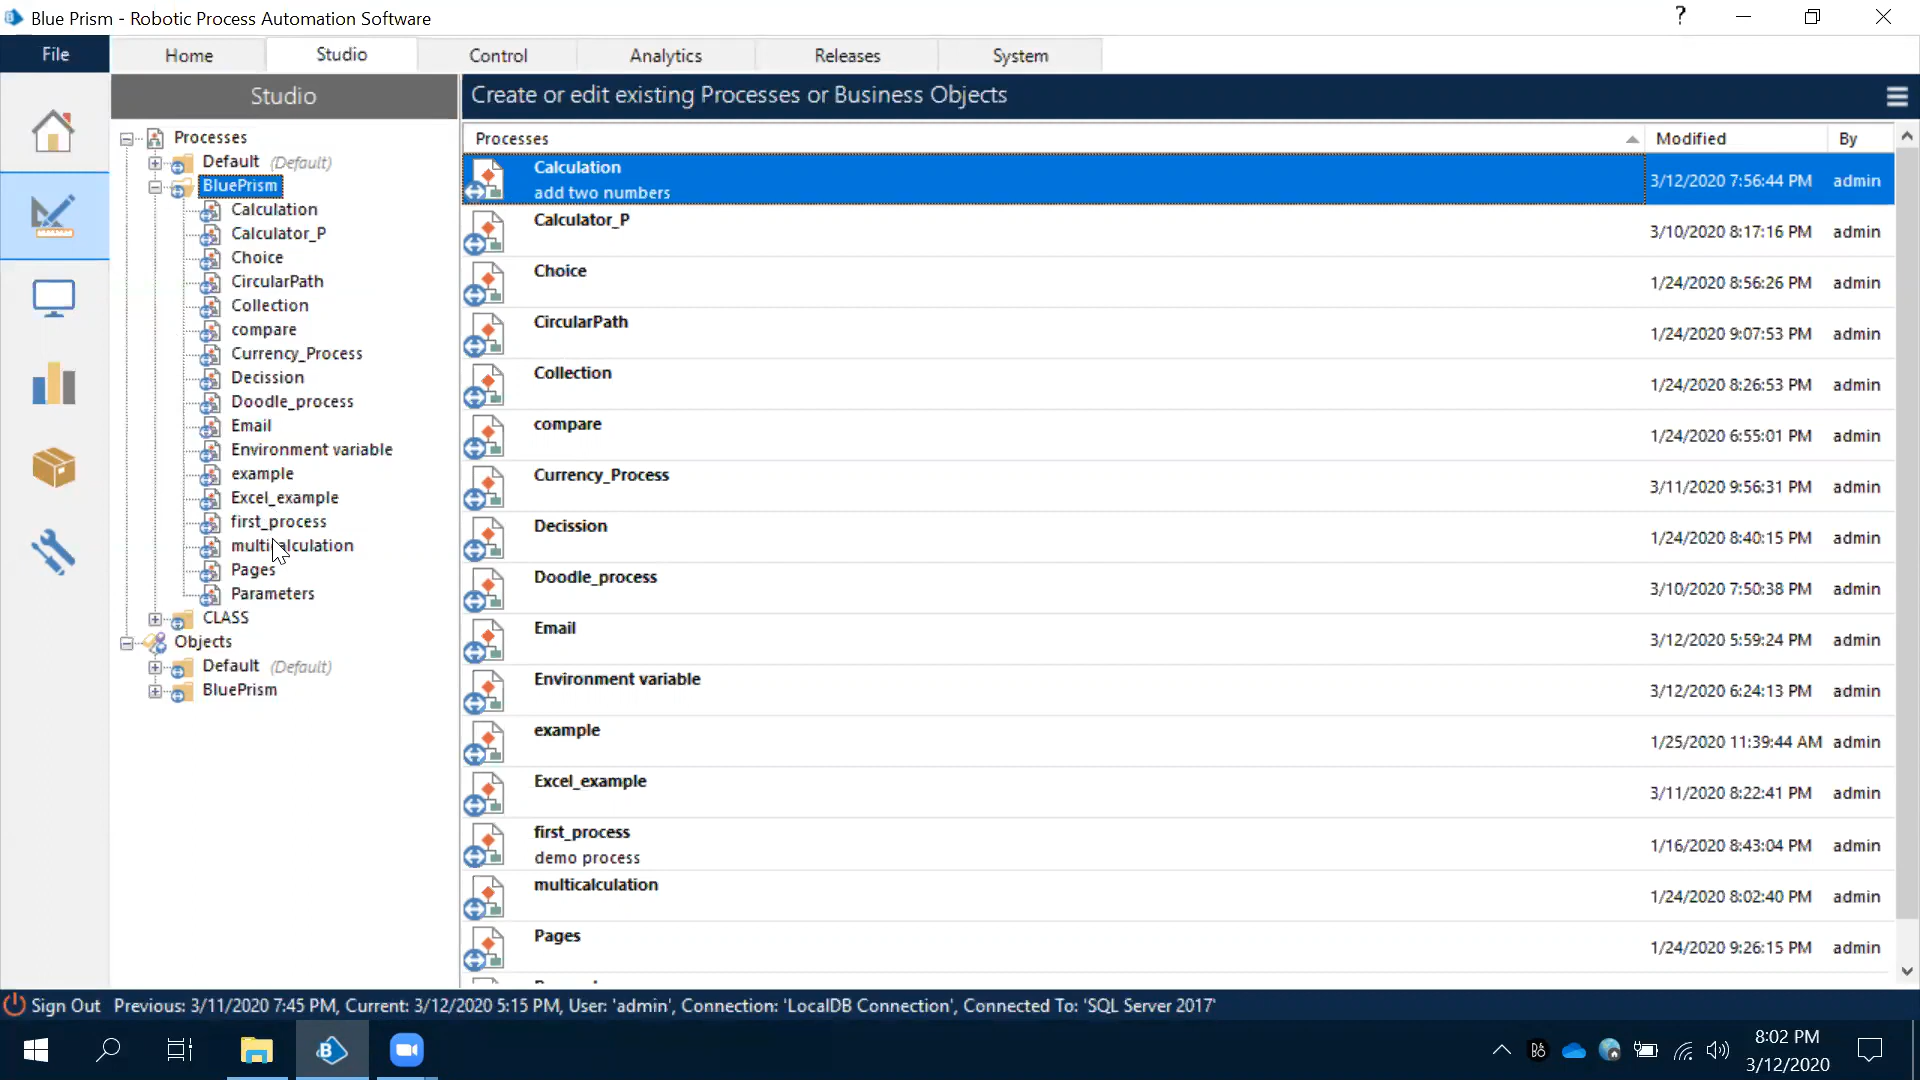 Blue Prism - Robotic Process Automation Software
?
File
Home
Studio
Control
Analytics
Releases
System
Studio
Create or edit existing Processes or Business Objects
Processes
Default (Default)
BluePrism
Calculation
Calculator_P
Choice
CircularPath
Collection
compare
Currency_Process
Decission
Doodle_process
Email
Environment variable
example
Excel_example
first_process
multicalculation
Pages
Parameters
CLASS
Objects
Default (Default)
BluePrism
Processes Modified By
Calculation
add two numbers
3/12/2020 7:56:44 PM admin
Calculator_P
3/10/2020 8:17:16 PM admin
Choice
1/24/2020 8:56:26 PM admin
CircularPath
1/24/2020 9:07:53 PM admin
Collection
1/24/2020 8:26:53 PM admin
compare
1/24/2020 6:55:01 PM admin
Currency_Process
3/11/2020 9:56:31 PM admin
Decission
1/24/2020 8:40:15 PM admin
Doodle_process
3/10/2020 7:50:38 PM admin
Email
3/12/2020 5:59:24 PM admin
Environment variable
3/12/2020 6:24:13 PM admin
example
1/25/2020 11:39:44 AM admin
Excel_example
3/11/2020 8:22:41 PM admin
first_process
demo process
1/16/2020 8:43:04 PM admin
multicalculation
1/24/2020 8:02:40 PM admin
Pages
1/24/2020 9:26:15 PM admin
Sign Out Previous: 3/11/2020 7:45 PM, Current: 3/12/2020 5:15 PM, User: 'admin', Connection: 'LocalDB Connection', Connected To: 'SQL Server 2017'
8:02 PM
3/12/2020